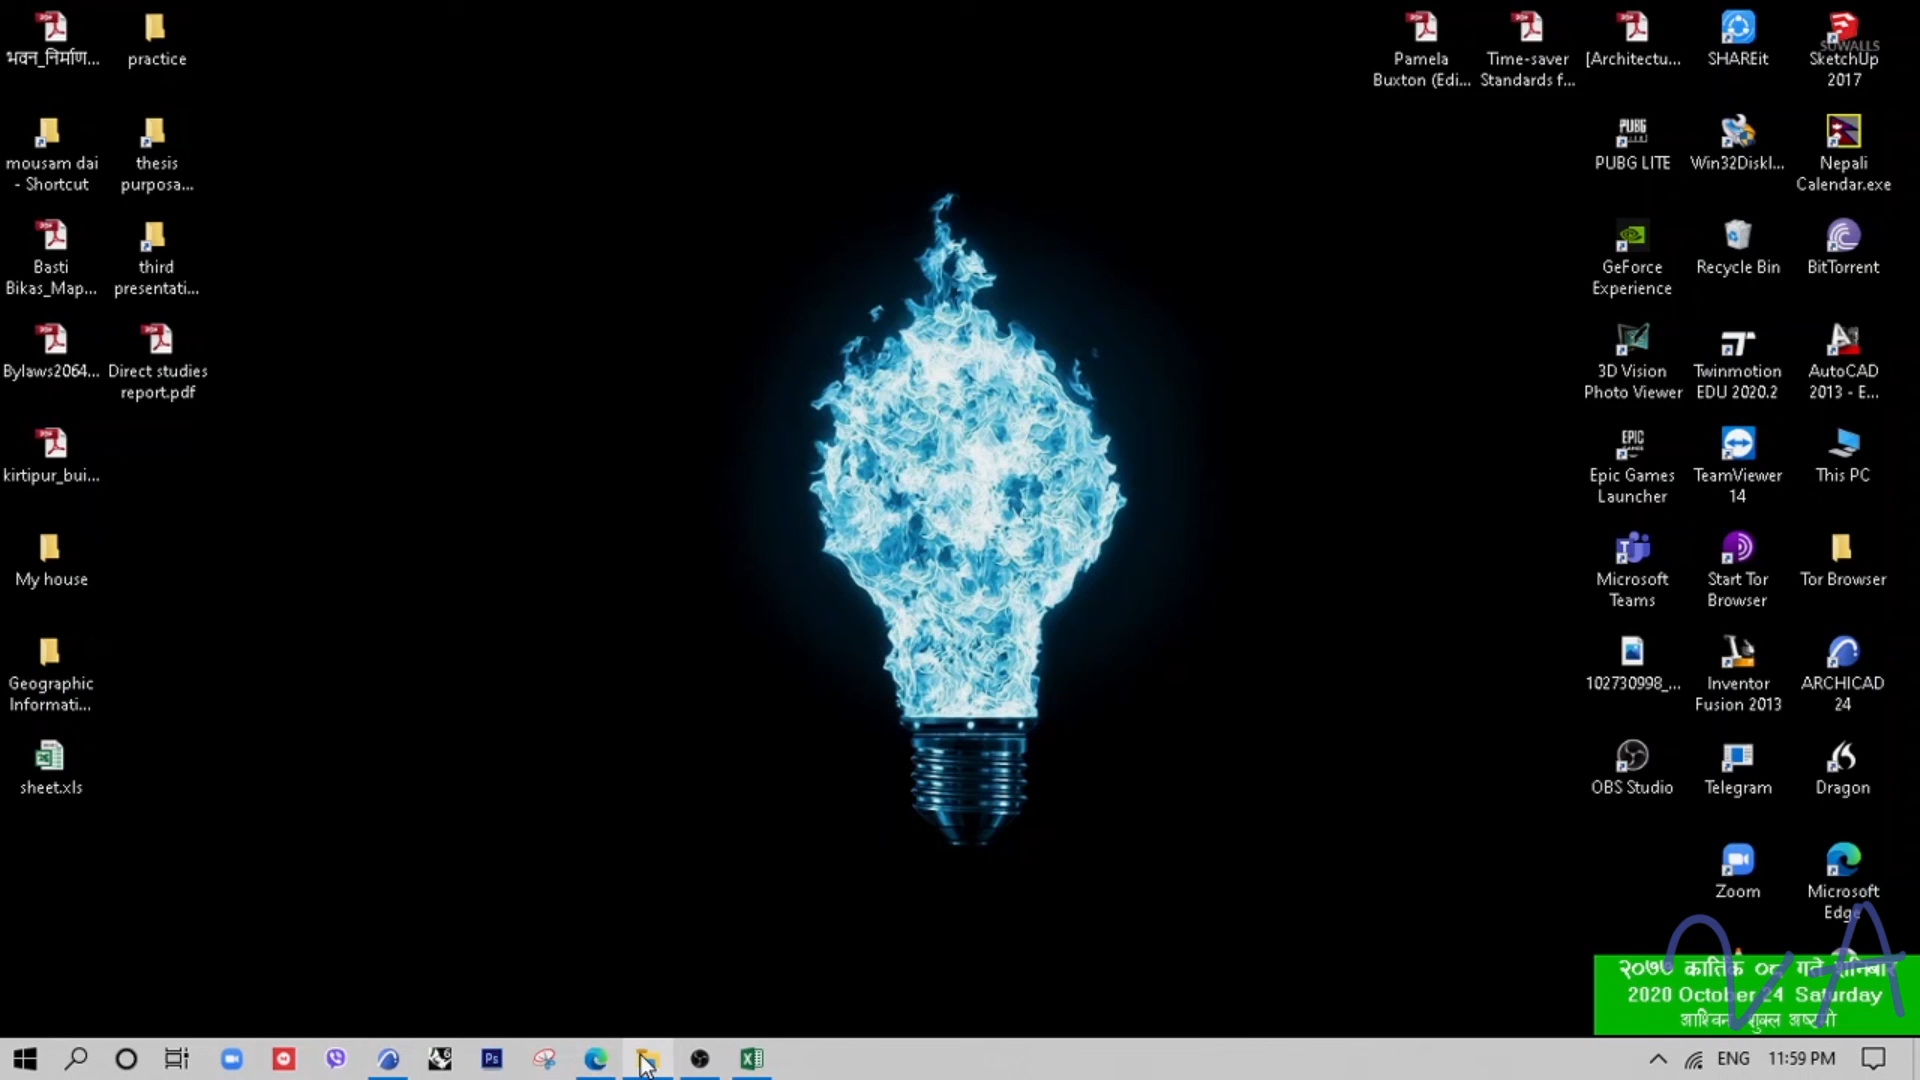 भवन_निर्माण...
practice
mousam dai
- Shortcut
thesis
purposa...
Basti
Bikas_Map...
third
presentati...
Bylaws2064...
Direct studies
report.pdf
kirtipur_bui...
My house
Geographic
Informati...
sheet.xls
Pamela
Buxton (Edi...
Time-saver
Standards f...
[Architectu...
SHAREit
SUWALLS
SketchUp
2017
PUBG LITE
Win32DiskI...
Nepali
Calendar.exe
GeForce
Experience
Recycle Bin
BitTorrent
3D Vision
Photo Viewer
Twinmotion
EDU 2020.2
AutoCAD
2013 - E...
Epic Games
Launcher
TeamViewer
14
This PC
Microsoft
Teams
Start Tor
Browser
Tor Browser
102730998_...
Inventor
Fusion 2013
ARCHICAD
24
OBS Studio
Telegram
Dragon
Zoom
Microsoft
Edge
२०७७ कार्तिक ०८ गते शनिबार
2020 October 24 Saturday
आश्विन शुक्ल अष्टमी
VA
ENG 11:59 PM